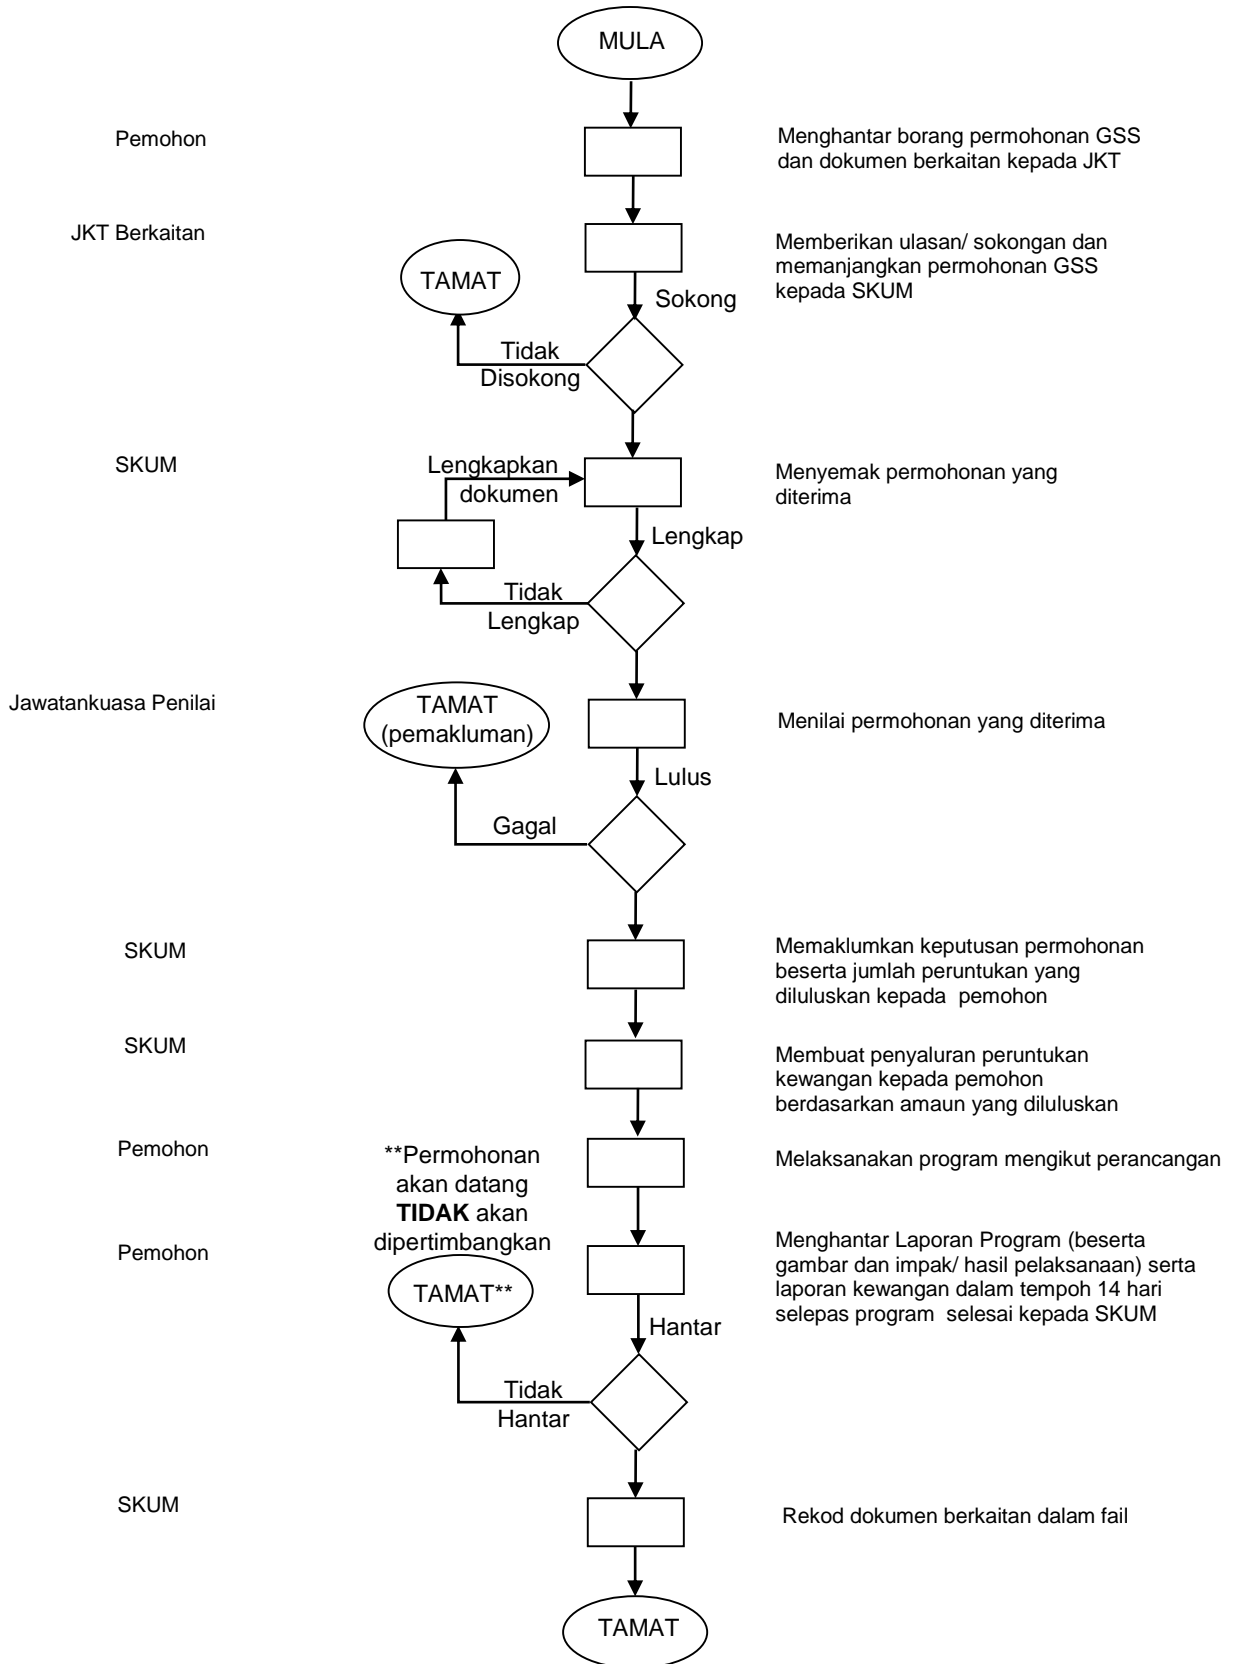 MULA
Pemohon
Menghantar borang permohonan GSS
dan dokumen berkaitan kepada JKT
JKT Berkaitan
Memberikan ulasan/ sokongan dan
memanjangkan permohonan GSS
kepada SKUM
TAMAT
Sokong
Tidak
Disokong
SKUM
Lengkapkan
dokumen
Menyemak permohonan yang
diterima
Lengkap
Tidak
Lengkap
Jawatankuasa Penilai
TAMAT
(pemakluman)
Menilai permohonan yang diterima
Lulus
Gagal
SKUM
Memaklumkan keputusan permohonan
beserta jumlah peruntukan yang
diluluskan kepada  pemohon
SKUM
Membuat penyaluran peruntukan
kewangan kepada pemohon
berdasarkan amaun yang diluluskan
Pemohon
**Permohonan
akan datang
TIDAK akan
dipertimbangkan
Melaksanakan program mengikut perancangan
Pemohon
Menghantar Laporan Program (beserta
gambar dan impak/ hasil pelaksanaan) serta
laporan kewangan dalam tempoh 14 hari
selepas program  selesai kepada SKUM
TAMAT**
Hantar
Tidak
Hantar
SKUM
Rekod dokumen berkaitan dalam fail
TAMAT